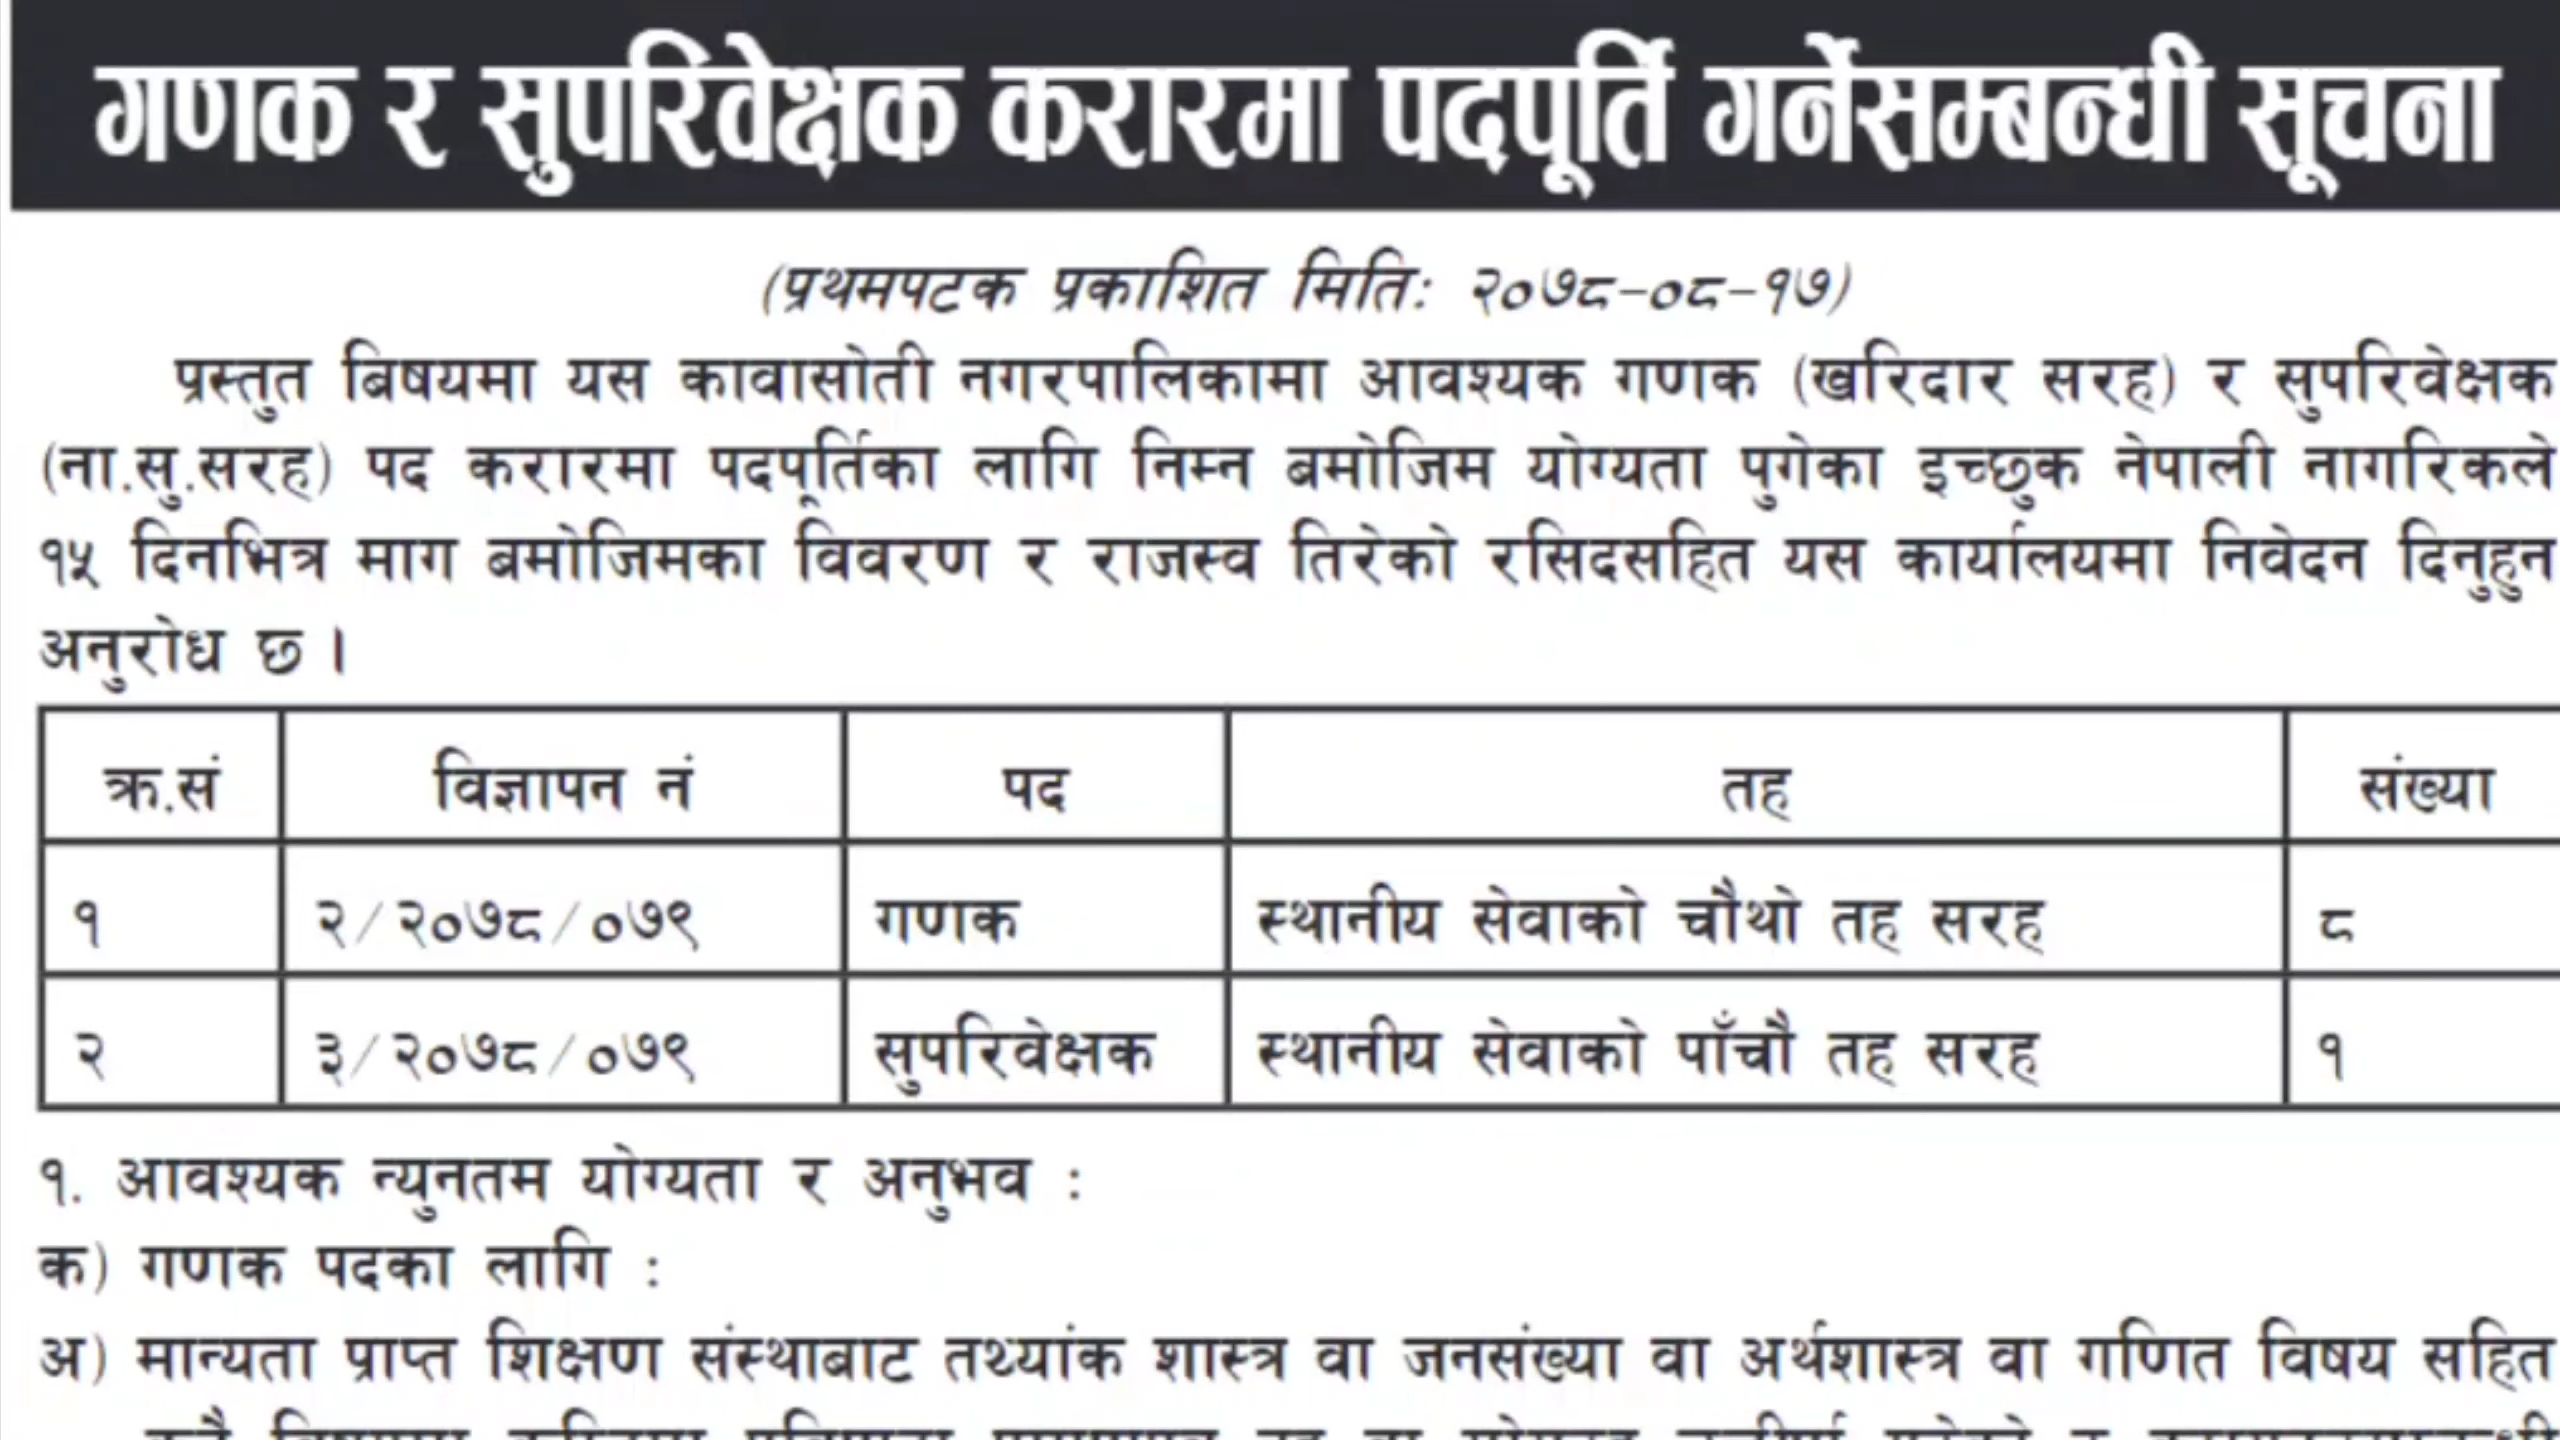 गणक र सुपरिवेक्षक करारमा पदपूर्ति गर्नेसम्बन्धी सूचना
(प्रथमपटक प्रकाशित मितिः २०७८-०८-१७)
प्रस्तुत बिषयमा यस कावासोती नगरपालिकामा आवश्यक गणक (खरिदार सरह) र सुपरिवेक्षक
(ना.सु.सरह) पद करारमा पदपूर्तिका लागि निम्न बमोजिम योग्यता पुगेका इच्छुक नेपाली नागरिकले
१५ दिनभित्र माग बमोजिमका विवरण र राजस्व तिरेको रसिदसहित यस कार्यालयमा निवेदन दिनुहुन
अनुरोध छ ।
क्र.सं विज्ञापन नं पद तह संख्या
१ २/२०७८/०७९ गणक स्थानीय सेवाको चौथो तह सरह ८
२ ३/२०७८/०७९ सुपरिवेक्षक स्थानीय सेवाको पाँचौ तह सरह १
१. आवश्यक न्युनतम योग्यता र अनुभव :
क) गणक पदका लागि :
अ) मान्यता प्राप्त शिक्षण संस्थाबाट तथ्यांक शास्त्र वा जनसंख्या वा अर्थशास्त्र वा गणित विषय सहित